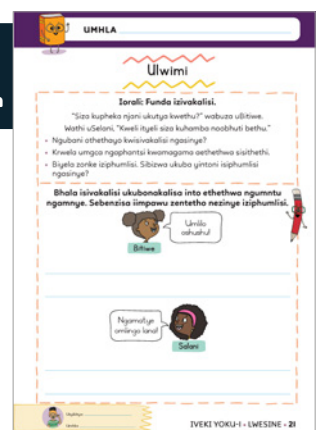 UMHLA
Ulwimi
Iorali: Funda izivakalisi.
"Siza kupheka njani ukutya kwethu?" wabuza uBitiwe.
Wathi uSelani, "Kweli ityeli siza kuhamba noobhuti bethu."
• Ngubani othethayo kwisivakalisi ngasinye?
• Krwela umgca ngaphantsi kwamagama aethethwa sisithethi.
• Biyela zonke iziphumlisi. Sibizwa ukuba yintoni isiphumlisi
ngasinye?
Bhala isivakalisi ukubonakalisa into ethethwa ngumntu
ngamnye. Sebenzisa iimpawu zentetho nezinye iziphumlisi.
Umlilo
ushushu!
Bitiwe
Ngamatye
omlingo lana!
Selani
IVEKI YOKU-1 • LWESINE • 21